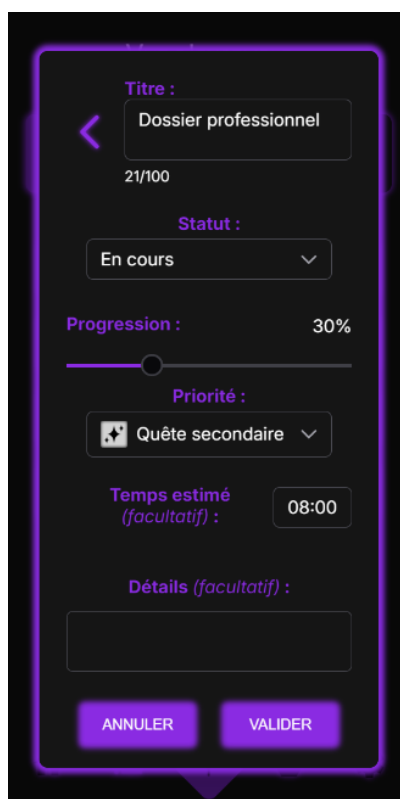 Titre :
Dossier professionnel
21/100
Statut :
En cours
Progression :
30%
Priorité :
Quête secondaire
Temps estimé
(facultatif) :
08:00
Détails (facultatif) :
ANNULER
VALIDER